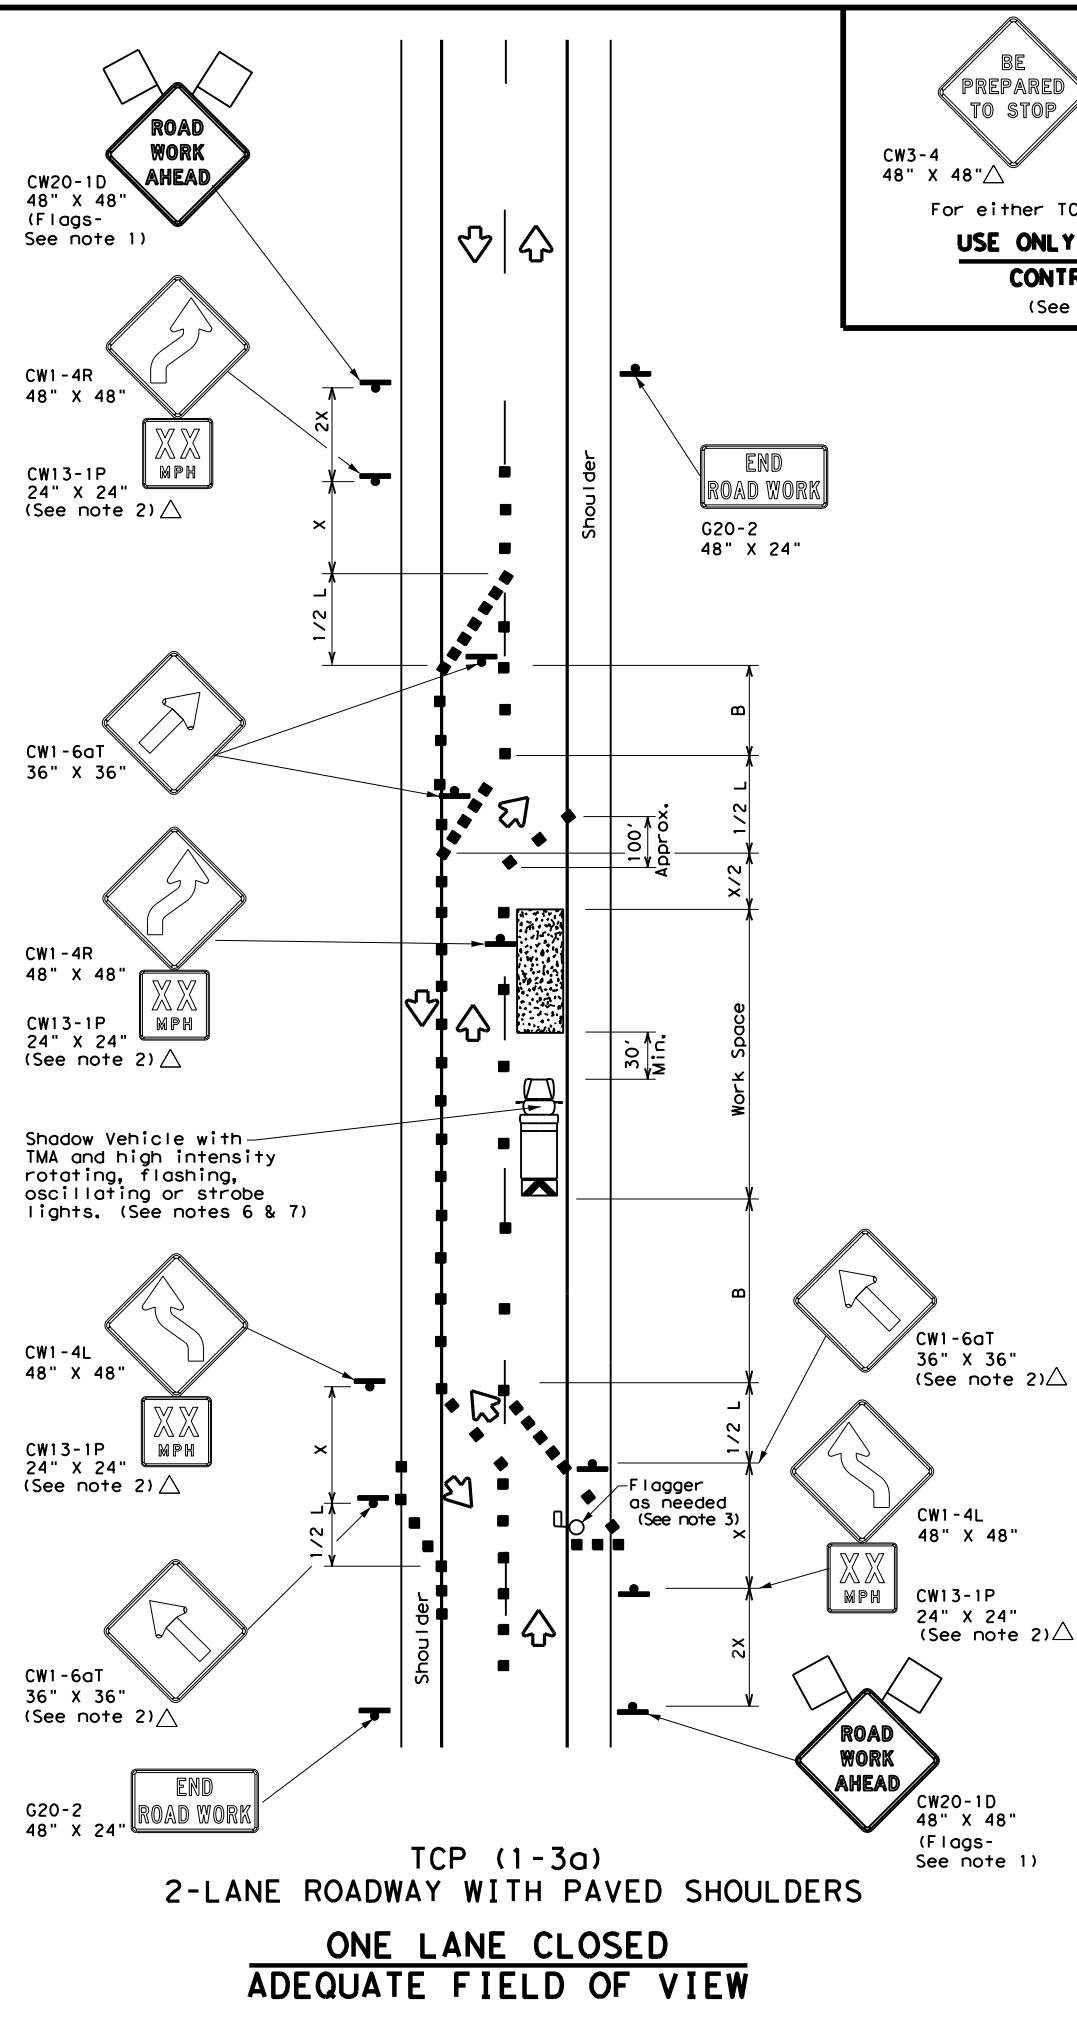 BE
PREPARED
TO STOP
CW3-4
48" X 48"
For either TC
USE ONLY
CONTR
(See
ROAD
WORK
AHEAD
CW20-1D
48" X 48"
(Flags-
See note 1)
CW1-4R
48" X 48"
XX
MPH
CW13-1P
24" X 24"
(See note 2)
2X
X
1/2 L
Shoulder
END
ROAD WORK
G20-2
48" X 24"
CW1-6aT
36" X 36"
B
1/2 L
100'
Approx.
X/2
CW1-4R
48" X 48"
XX
MPH
CW13-1P
24" X 24"
(See note 2)
30'
Min.
Work Space
Shadow Vehicle with
TMA and high intensity
rotating, flashing,
oscillating or strobe
lights. (See notes 6 & 7)
B
CW1-4L
48" X 48"
XX
MPH
CW13-1P
24" X 24"
(See note 2)
X
1/2 L
CW1-6aT
36" X 36"
(See note 2)
1/2 L
Flagger
as needed
(See note 3)
X
CW1-4L
48" X 48"
XX
MPH
CW13-1P
24" X 24"
(See note 2)
2X
Shoulder
CW1-6aT
36" X 36"
(See note 2)
END
ROAD WORK
G20-2
48" X 24"
ROAD
WORK
AHEAD
CW20-1D
48" X 48"
(Flags-
See note 1)
TCP (1-3a)
2-LANE ROADWAY WITH PAVED SHOULDERS
ONE LANE CLOSED
ADEQUATE FIELD OF VIEW